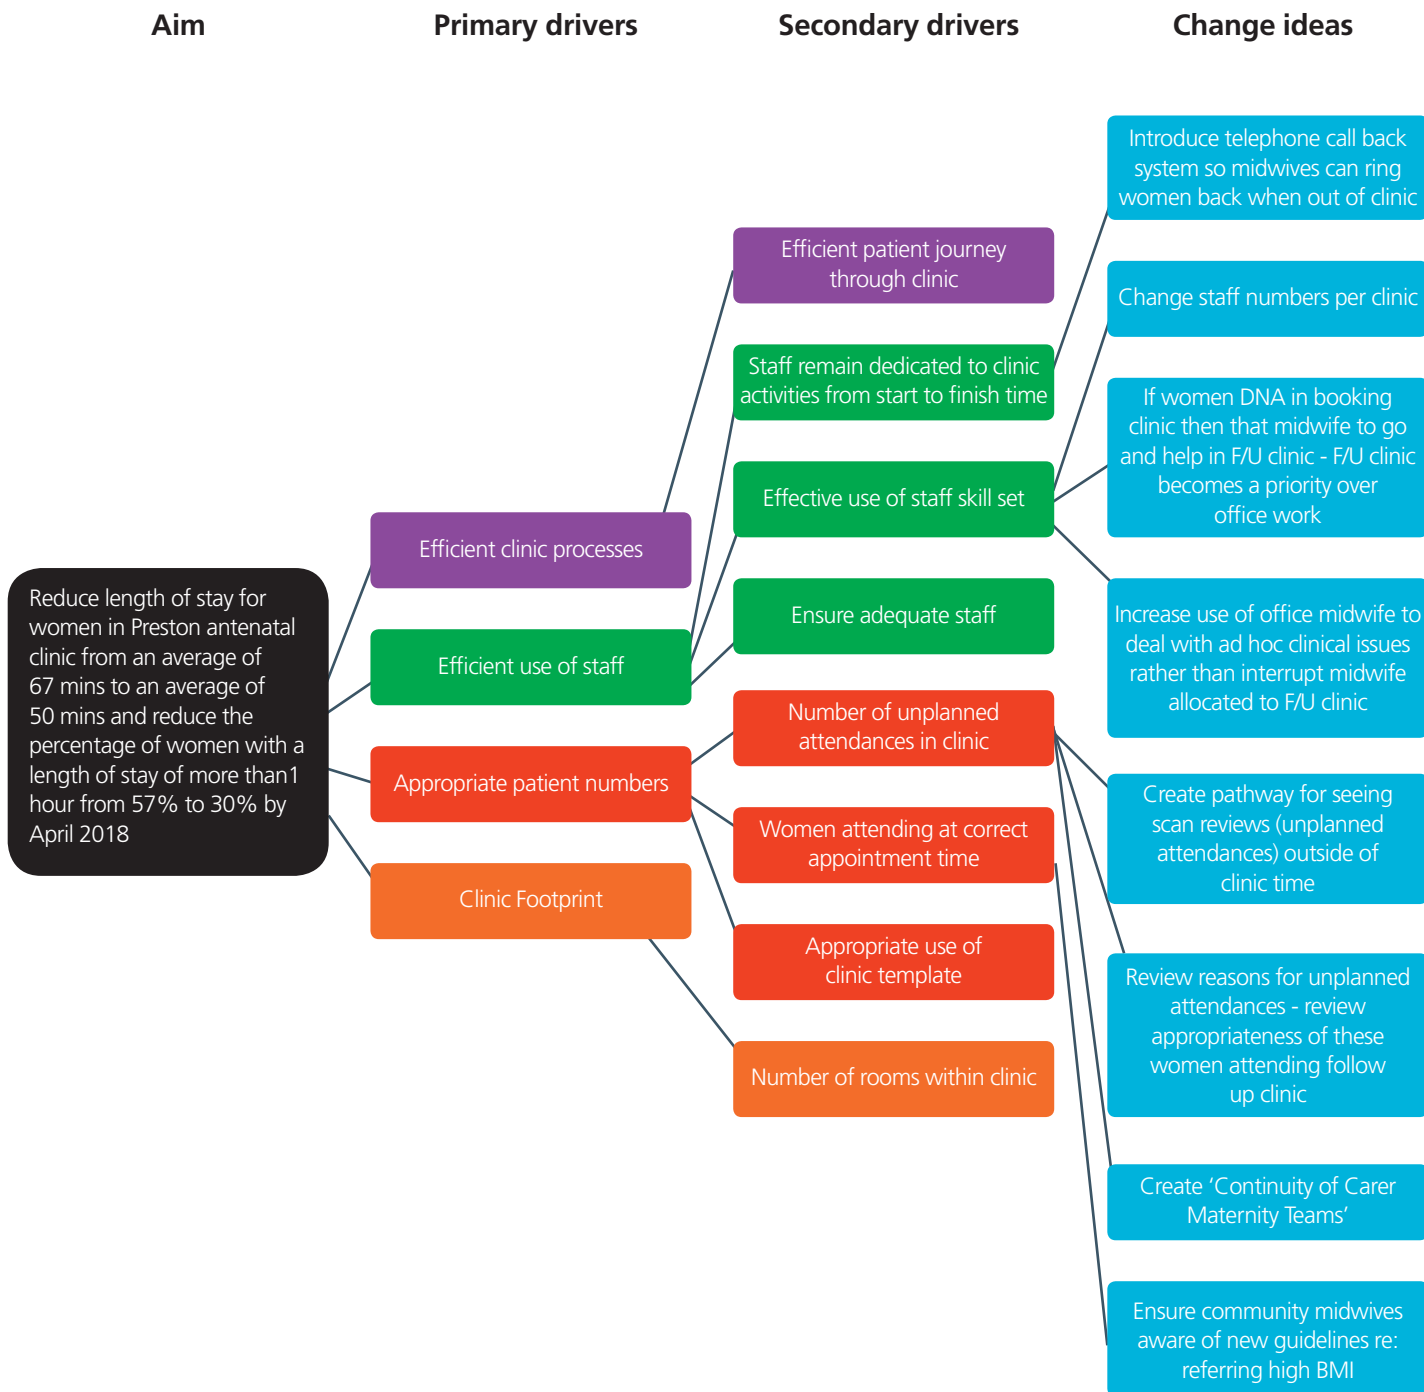 Aim
Primary drivers
Secondary drivers
Change ideas
Reduce length of stay for
women in Preston antenatal
clinic from an average of
67 mins to an average of
50 mins and reduce the
percentage of women with a
length of stay of more than1
hour from 57% to 30% by
April 2018
Efficient clinic processes
Efficient use of staff
Appropriate patient numbers
Clinic Footprint
Efficient patient journey
through clinic
Staff remain dedicated to clinic
activities from start to finish time
Effective use of staff skill set
Ensure adequate staff
Number of unplanned
attendances in clinic
Women attending at correct
appointment time
Appropriate use of
clinic template
Number of rooms within clinic
Introduce telephone call back
system so midwives can ring
women back when out of clinic
Change staff numbers per clinic
If women DNA in booking
clinic then that midwife to go
and help in F/U clinic - F/U clinic
becomes a priority over
office work
Increase use of office midwife to
deal with ad hoc clinical issues
rather than interrupt midwife
allocated to F/U clinic
Create pathway for seeing
scan reviews (unplanned
attendances) outside of
clinic time
Review reasons for unplanned
attendances - review
appropriateness of these
women attending follow
up clinic
Create ‘Continuity of Carer
Maternity Teams’
Ensure community midwives
aware of new guidelines re:
referring high BMI